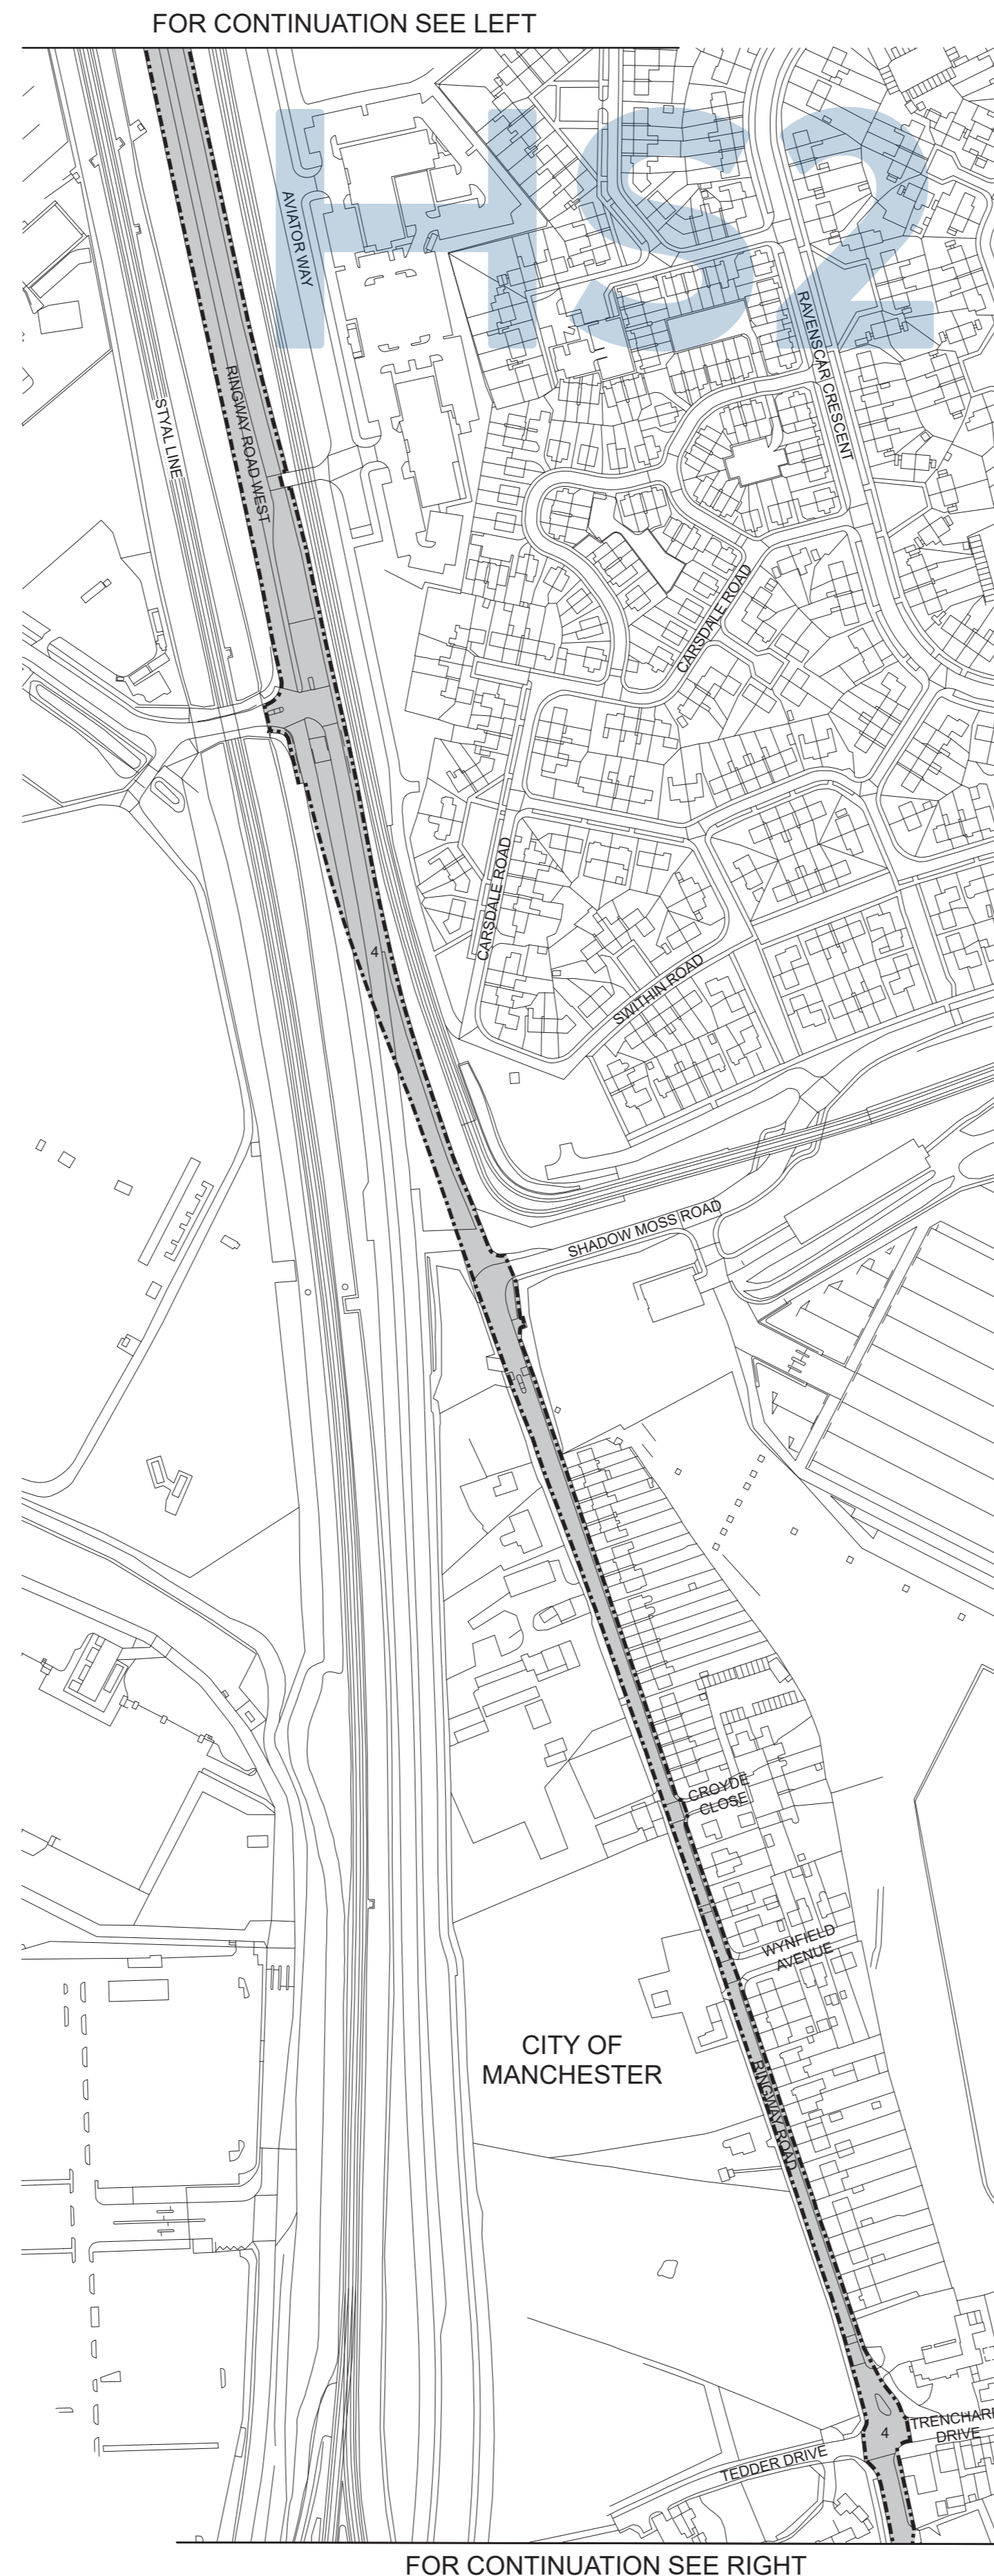 FOR CONTINUATION SEE LEFT
HS2
AVIATOR WAY
RAVENSCAR CRESCENT
RINGWAY ROAD WEST
STYAL LINE
CARSDALE ROAD
CARSDALE ROAD
4
SWITHIN ROAD
SHADOW MOSS ROAD
CROYDE
CLOSE
WYNFIELD
AVENUE
CITY OF
MANCHESTER
RINGWAY ROAD
TRENCHARD
DRIVE
4
TEDDER DRIVE
FOR CONTINUATION SEE RIGHT